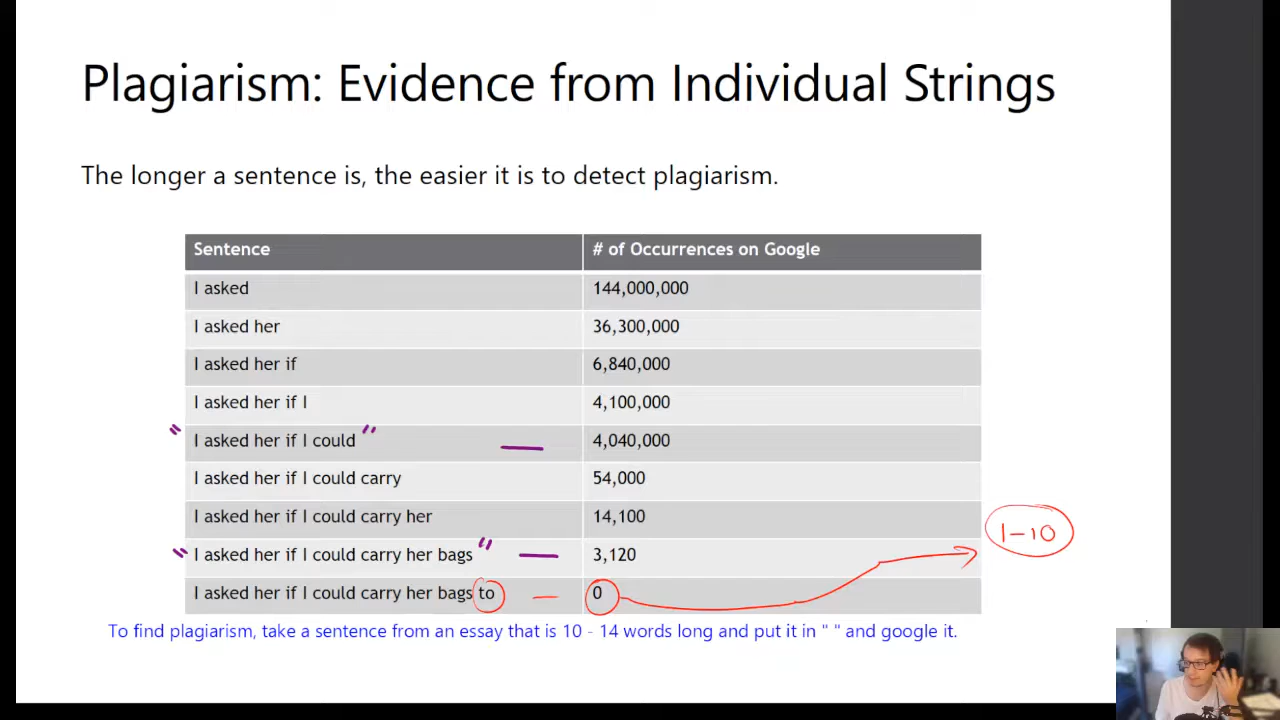 Plagiarism: Evidence from Individual Strings
The longer a sentence is, the easier it is to detect plagiarism.
Sentence # of Occurrences on Google
I asked 144,000,000
I asked her 36,300,000
I asked her if 6,840,000
I asked her if I 4,100,000
" I asked her if I could " 4,040,000
I asked her if I could carry 54,000
I asked her if I could carry her 14,100
1-10
" I asked her if I could carry her bags " 3,120
I asked her if I could carry her bags to 0
To find plagiarism, take a sentence from an essay that is 10 - 14 words long and put it in " " and google it.